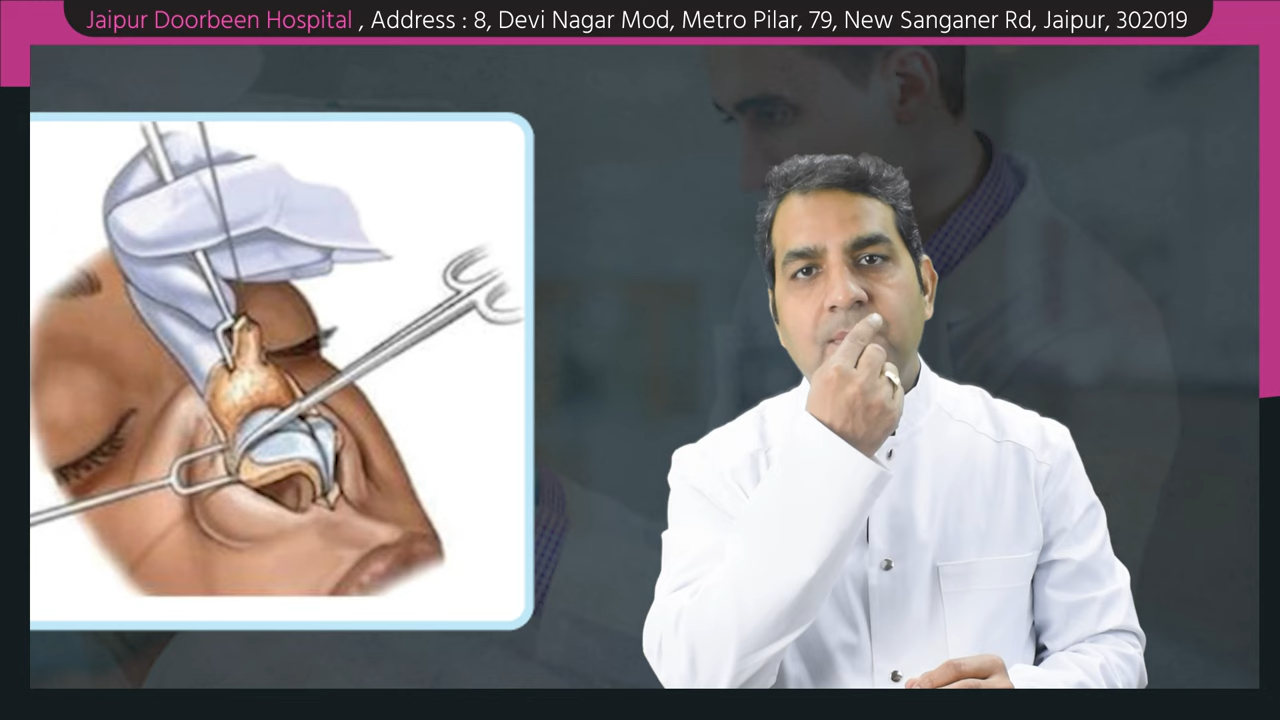 Jaipur Doorbeen Hospital , Address : 8, Devi Nagar Mod, Metro Pilar, 79, New Sanganer Rd, Jaipur, 302019